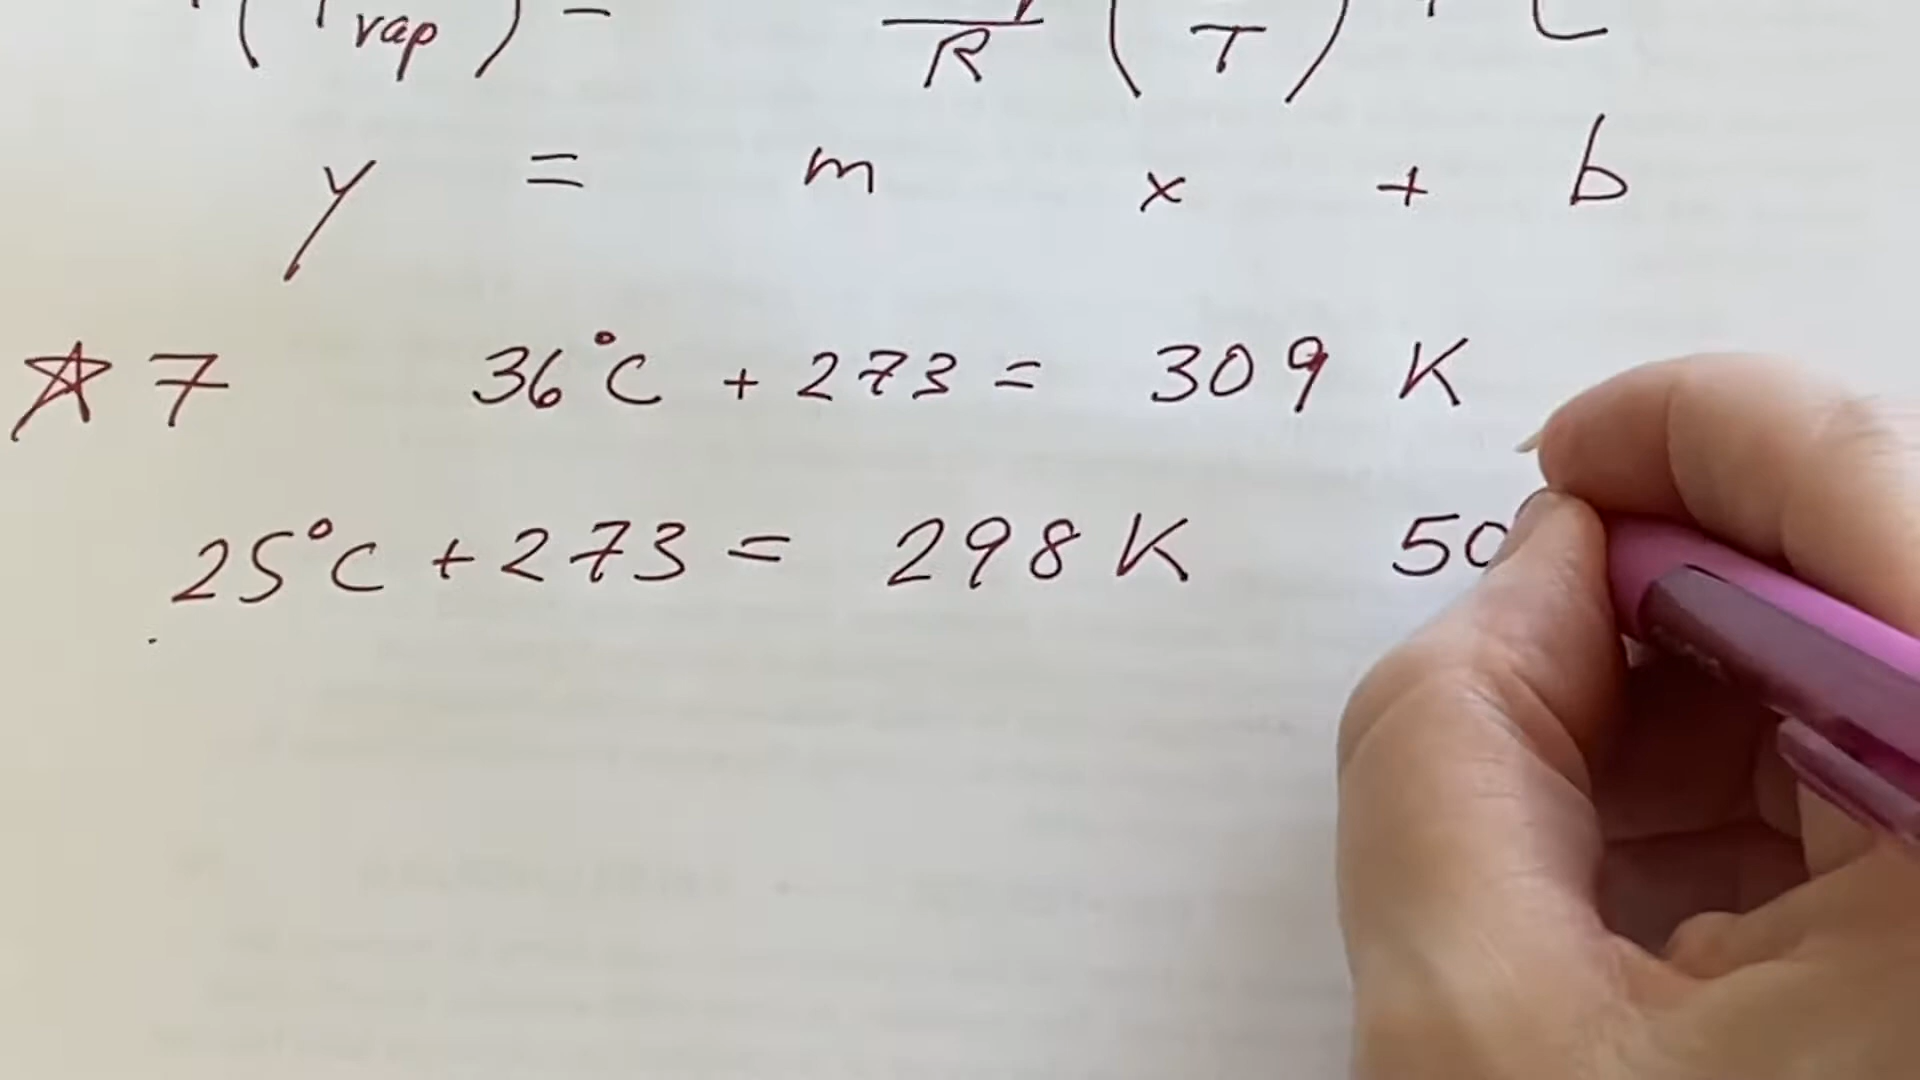 ( P vap ) = R ( T ) + C
y = m x + b
☆ 7 36°C + 273 = 309 K
25°C + 273 = 298 K 50